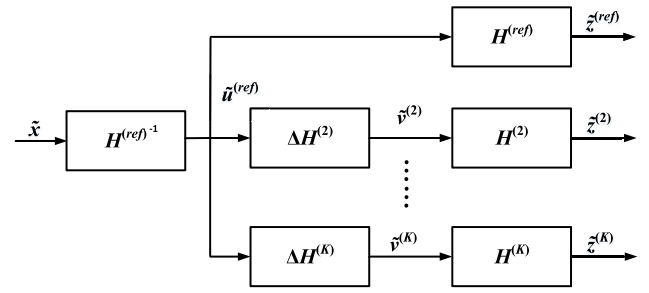 H^(ref) z̃^(ref)
ũ^(ref)
x̃ H^(ref)-1 ΔH^(2) ṽ^(2) H^(2) z̃^(2)
ΔH^(K) ṽ^(K) H^(K) z̃^(K)